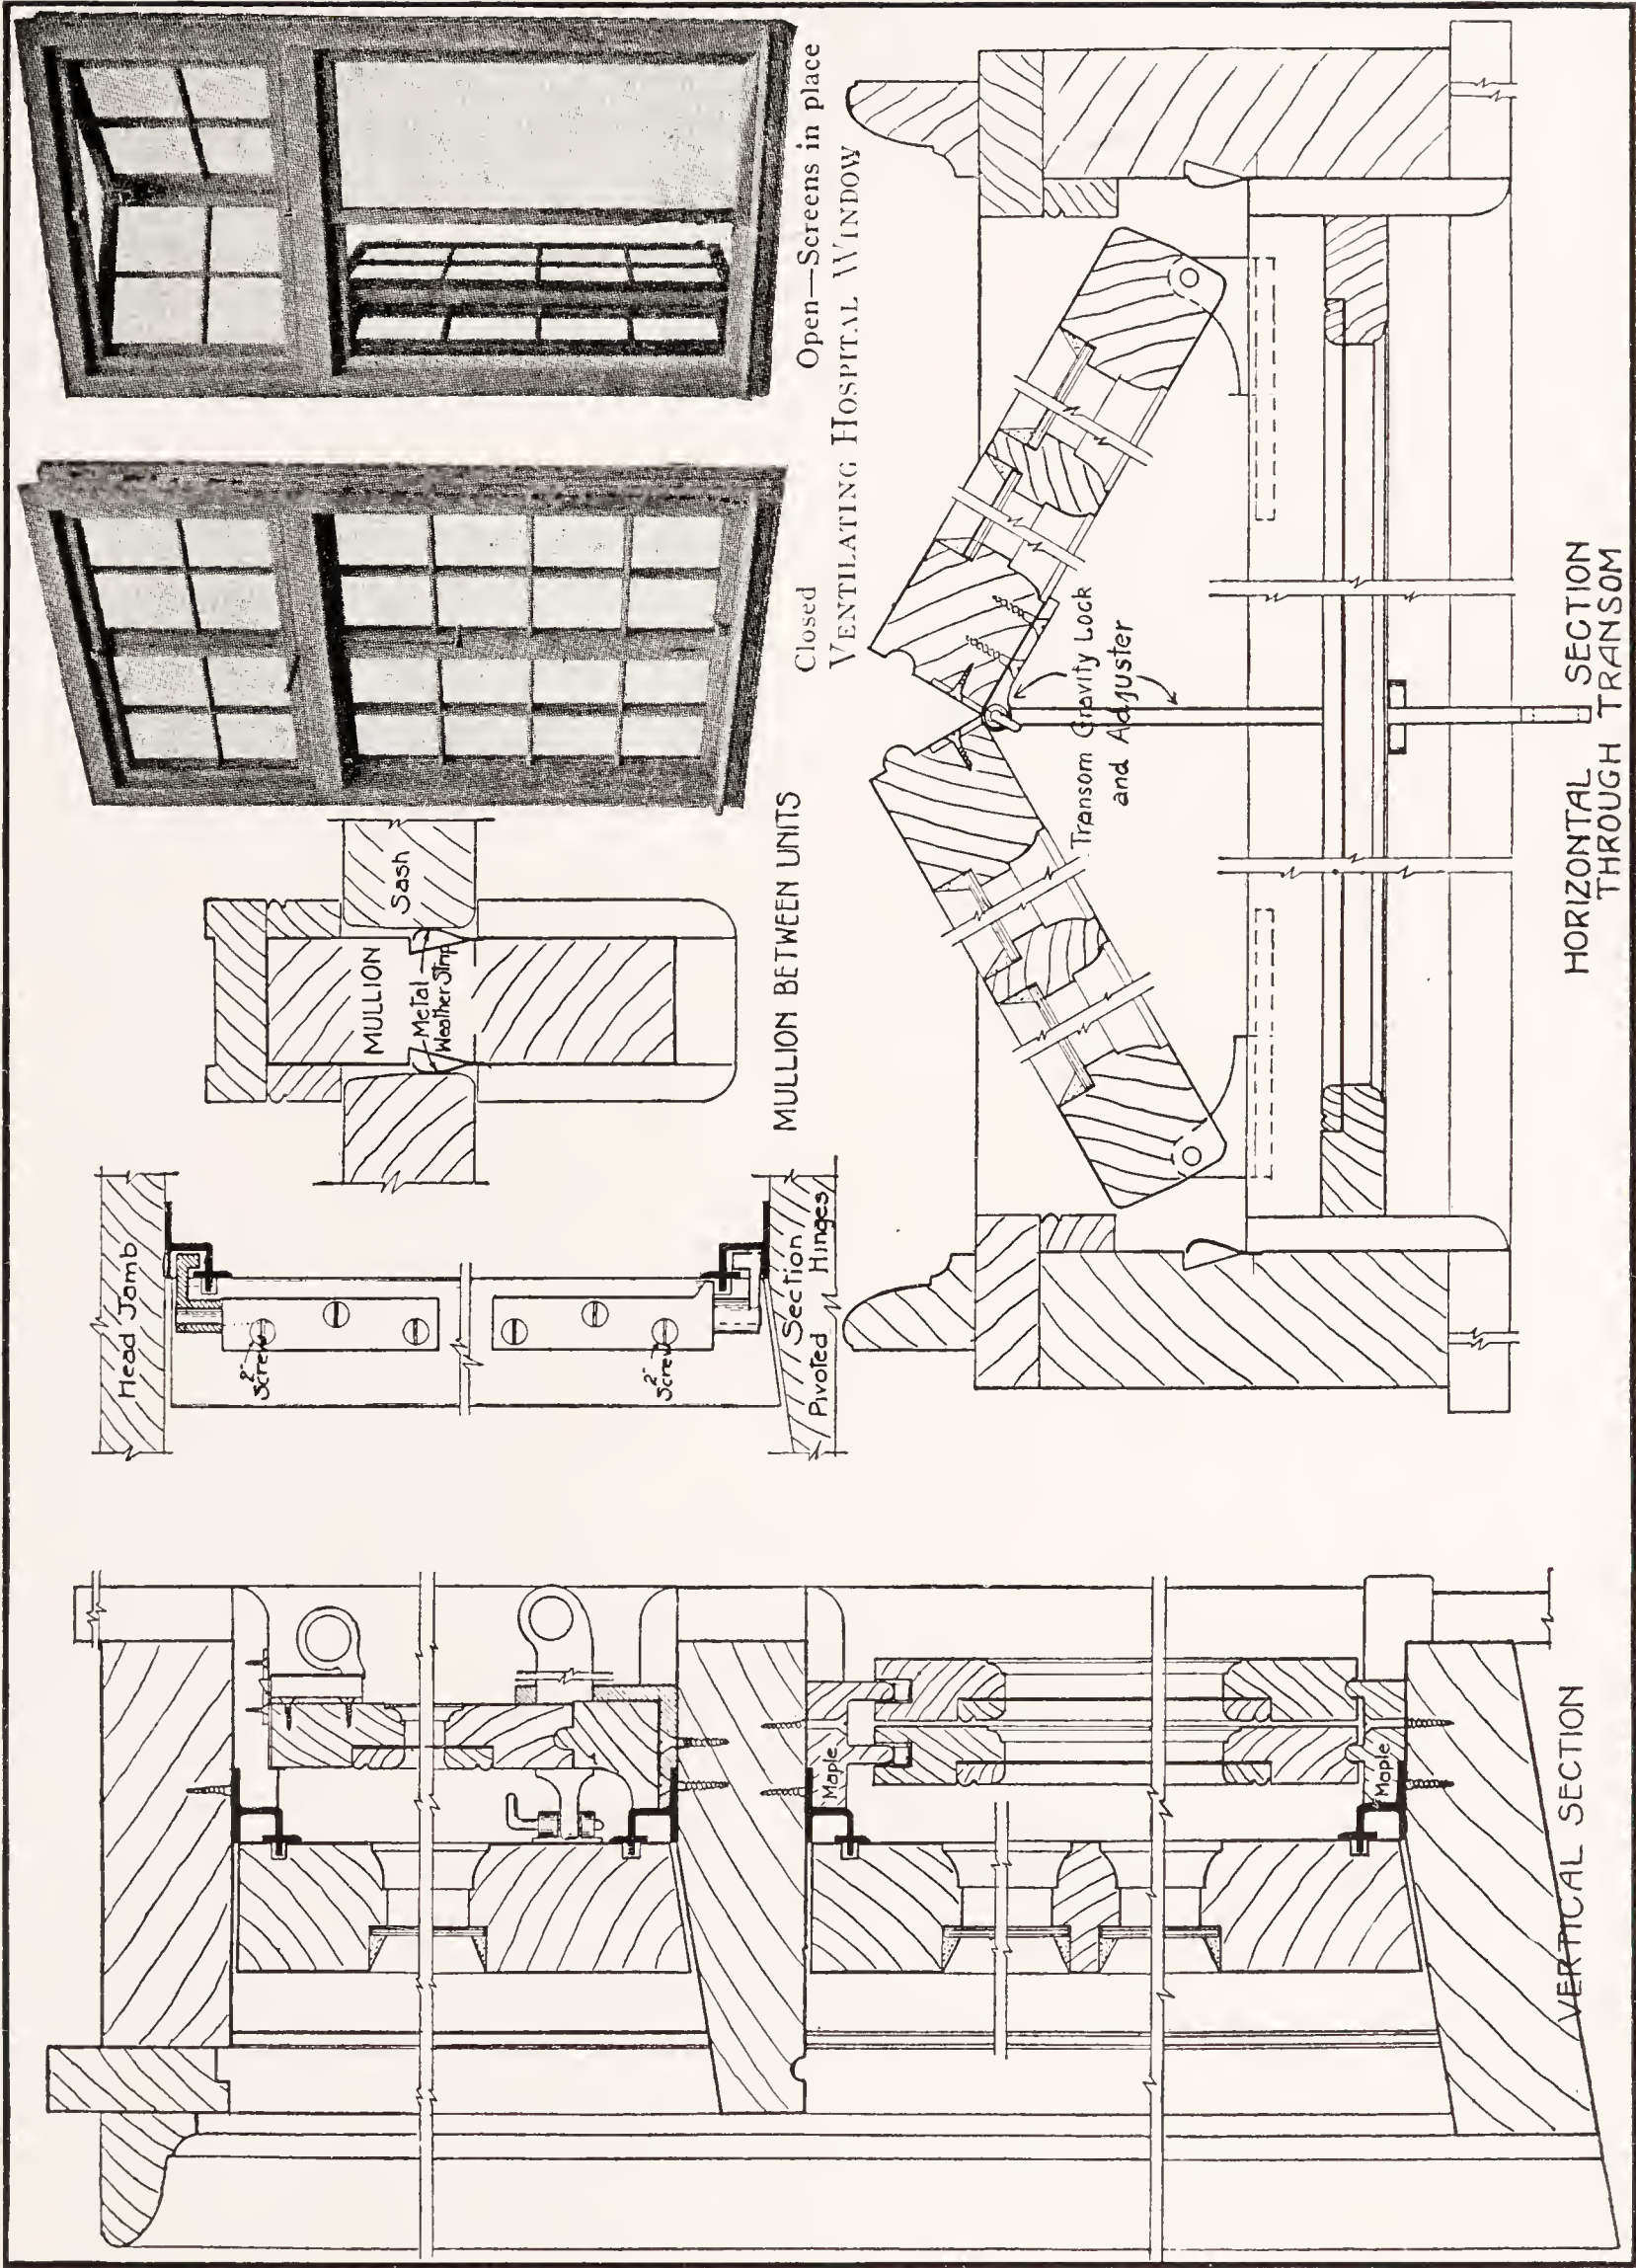 Closed
Open—Screens in place
VENTILATING HOSPITAL WINDOW
Head Jamb
2"
Screw
2"
Screw
Section
Pivoted Hinges
MULLION
Sash
Metal
Weather Strip
MULLION BETWEEN UNITS
Transom Gravity Lock
and Adjuster
Maple
Maple
VERTICAL SECTION
HORIZONTAL SECTION
THROUGH TRANSOM